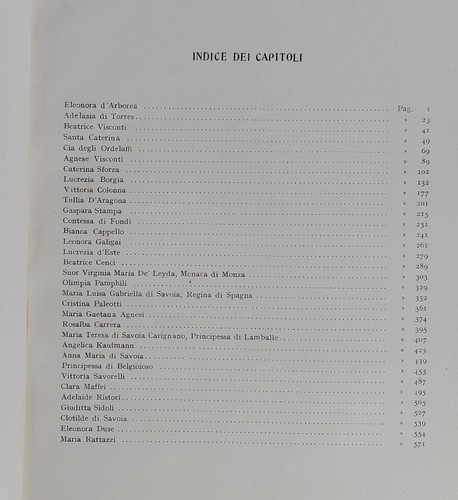 INDICE DEI CAPITOLI
Eleonora d'Arborea Pag. 1
Adelasia di Torres » 23
Beatrice Visconti » 41
Santa Caterina » 49
Cia degli Ordelaffi » 69
Agnese Visconti » 89
Caterina Sforza » 102
Lucrezia Borgia » 132
Vittoria Colonna » 177
Tullia D'Aragona » 201
Gaspara Stampa » 215
Contessa di Fondi » 231
Bianca Cappello » 241
Leonora Galigai » 261
Lucrezia d'Este » 279
Beatrice Cenci » 289
Suor Virginia Maria De' Leyda, Monaca di Monza » 303
Olimpia Pamphili » 329
Maria Luisa Gabriella di Savoia, Regina di Spagna » 352
Cristina Paleotti » 361
Maria Gaetana Agnesi » 374
Rosalba Carrera » 395
Maria Teresa di Savoia Carignano, Principessa di Lamballe » 407
Angelica Kaufmann » 425
Anna Maria di Savoia » 439
Principessa di Belgioioso » 453
Vittoria Savorelli » 487
Clara Maffei » 495
Adelaide Ristori » 505
Giuditta Sidoli » 527
Clotilde di Savoia » 539
Eleonora Duse » 554
Maria Rattazzi » 571